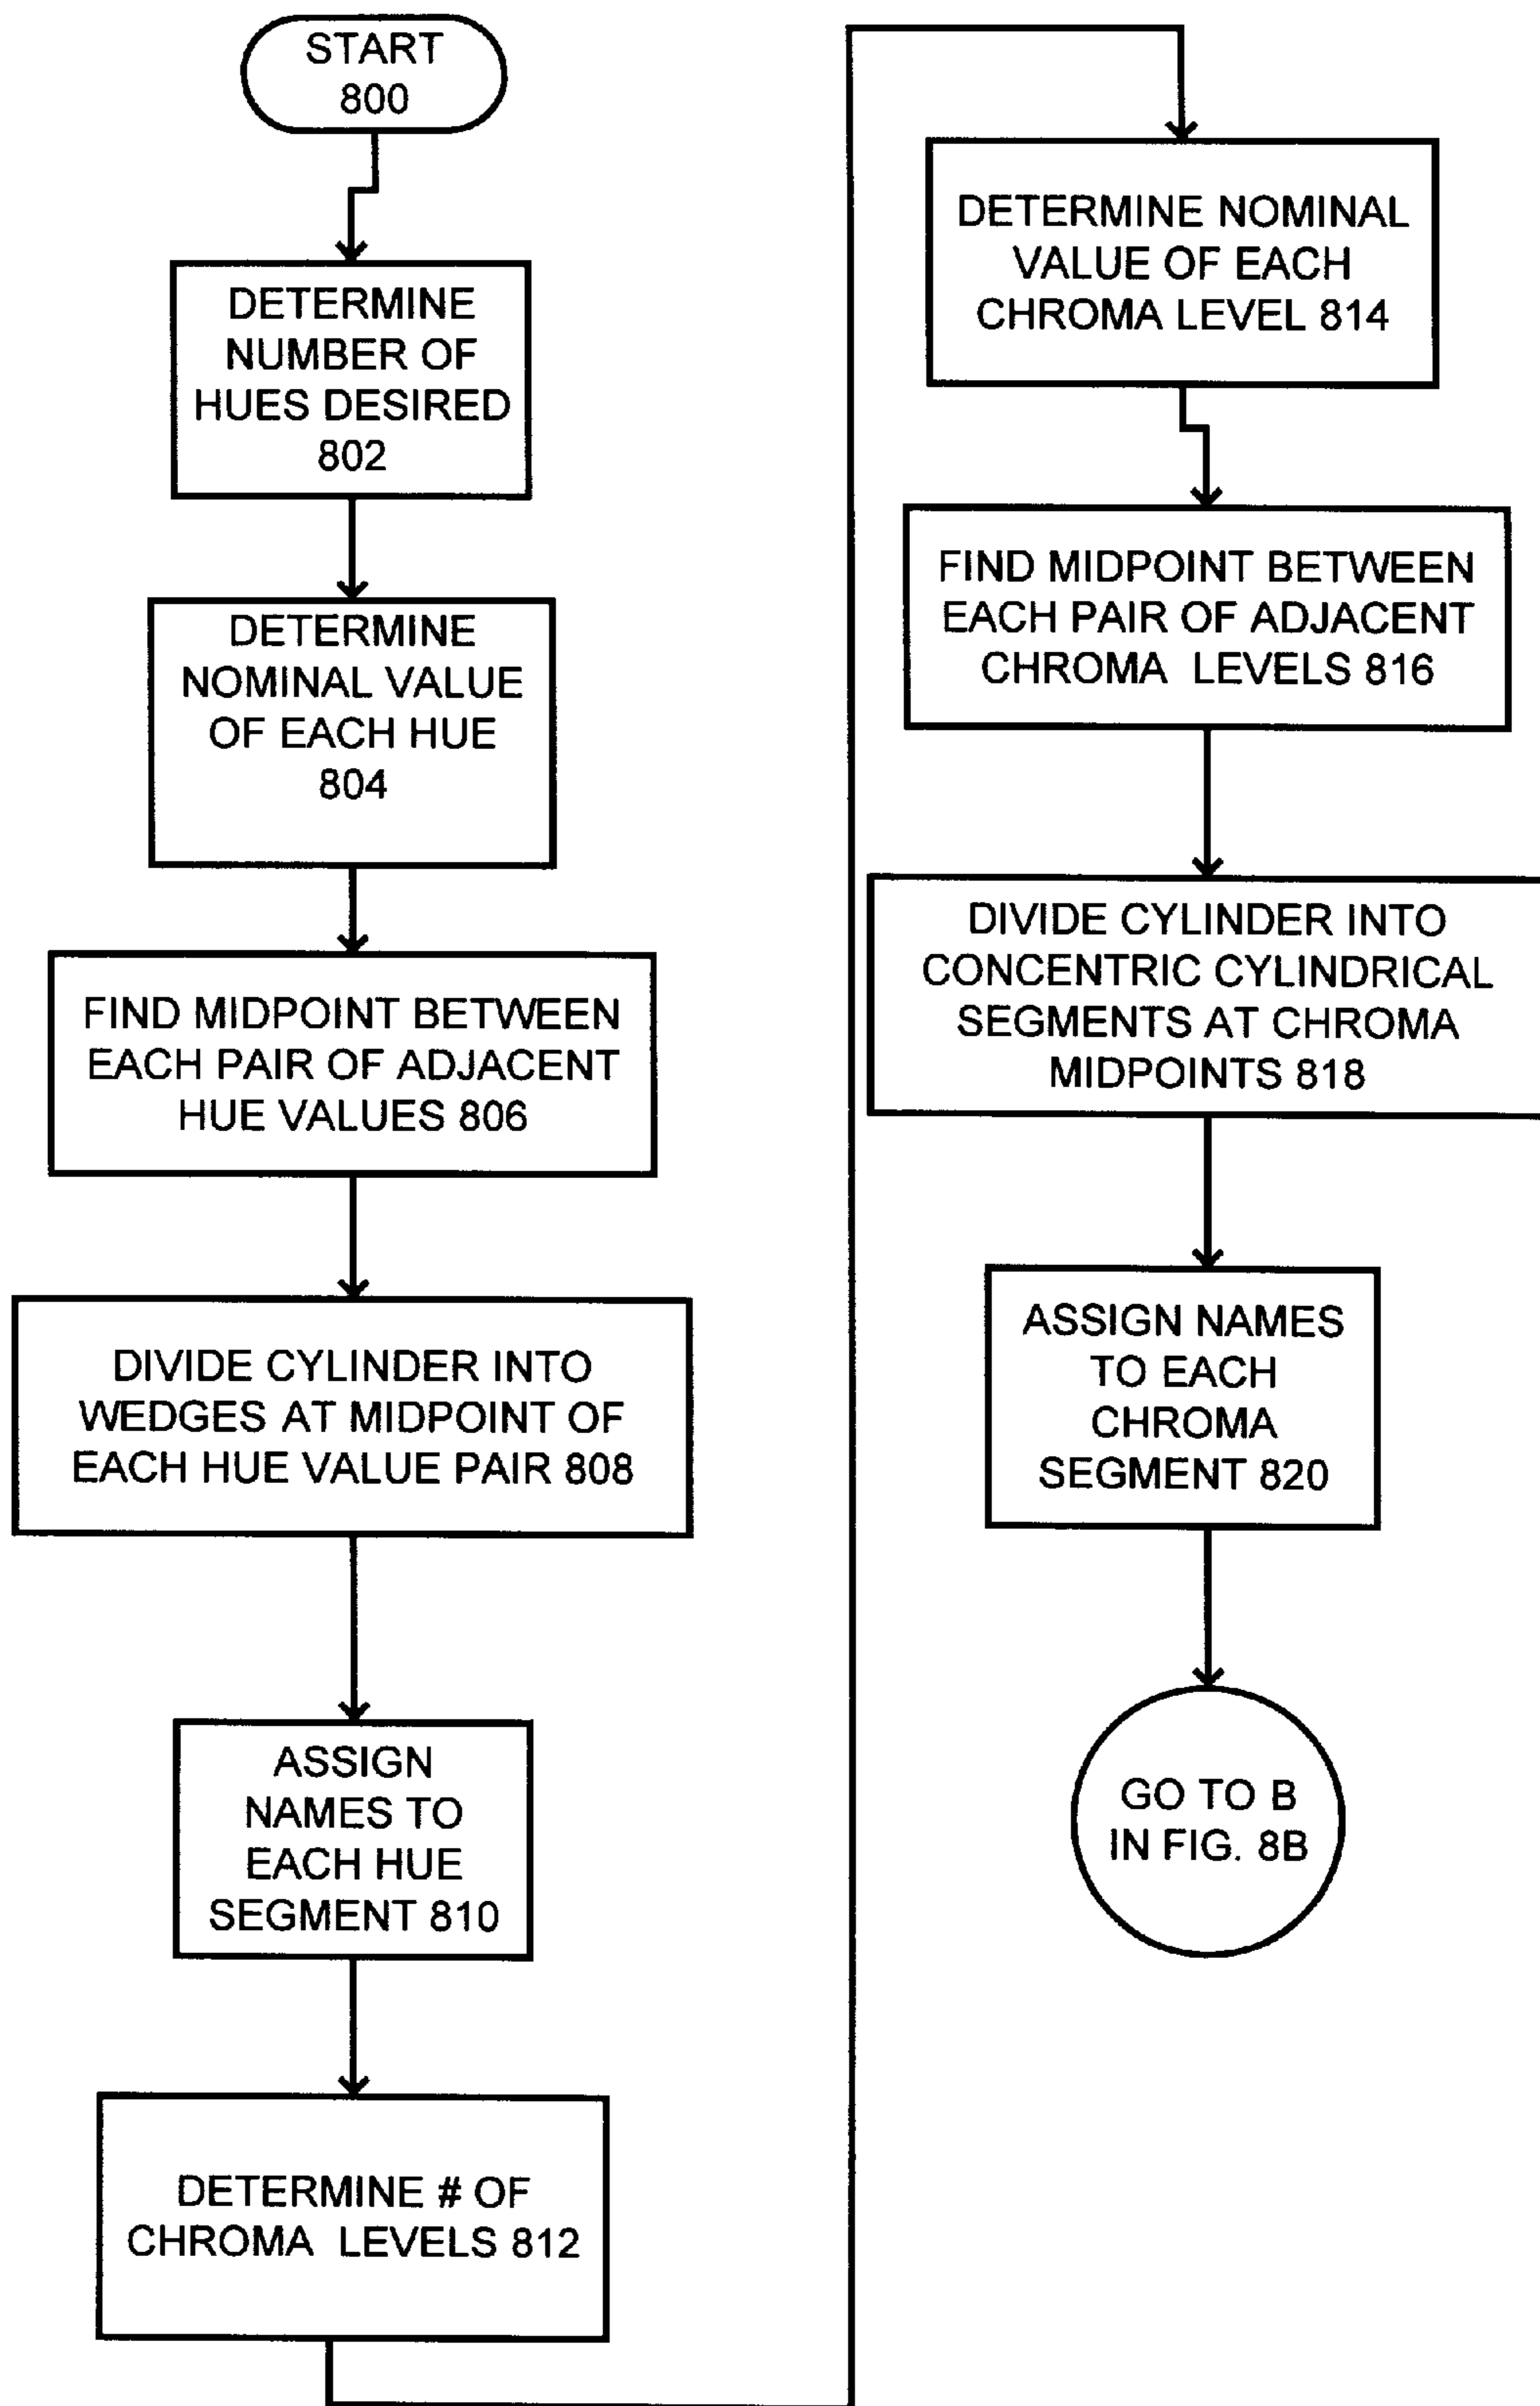 START
800
DETERMINE
NUMBER OF
HUES DESIRED
802
DETERMINE
NOMINAL VALUE
OF EACH HUE
804
FIND MIDPOINT BETWEEN
EACH PAIR OF ADJACENT
HUE VALUES 806
DIVIDE CYLINDER INTO
WEDGES AT MIDPOINT OF
EACH HUE VALUE PAIR 808
ASSIGN
NAMES TO
EACH HUE
SEGMENT 810
DETERMINE # OF
CHROMA LEVELS 812
DETERMINE NOMINAL
VALUE OF EACH
CHROMA LEVEL 814
FIND MIDPOINT BETWEEN
EACH PAIR OF ADJACENT
CHROMA LEVELS 816
DIVIDE CYLINDER INTO
CONCENTRIC CYLINDRICAL
SEGMENTS AT CHROMA
MIDPOINTS 818
ASSIGN NAMES
TO EACH
CHROMA
SEGMENT 820
GO TO B
IN FIG. 8B